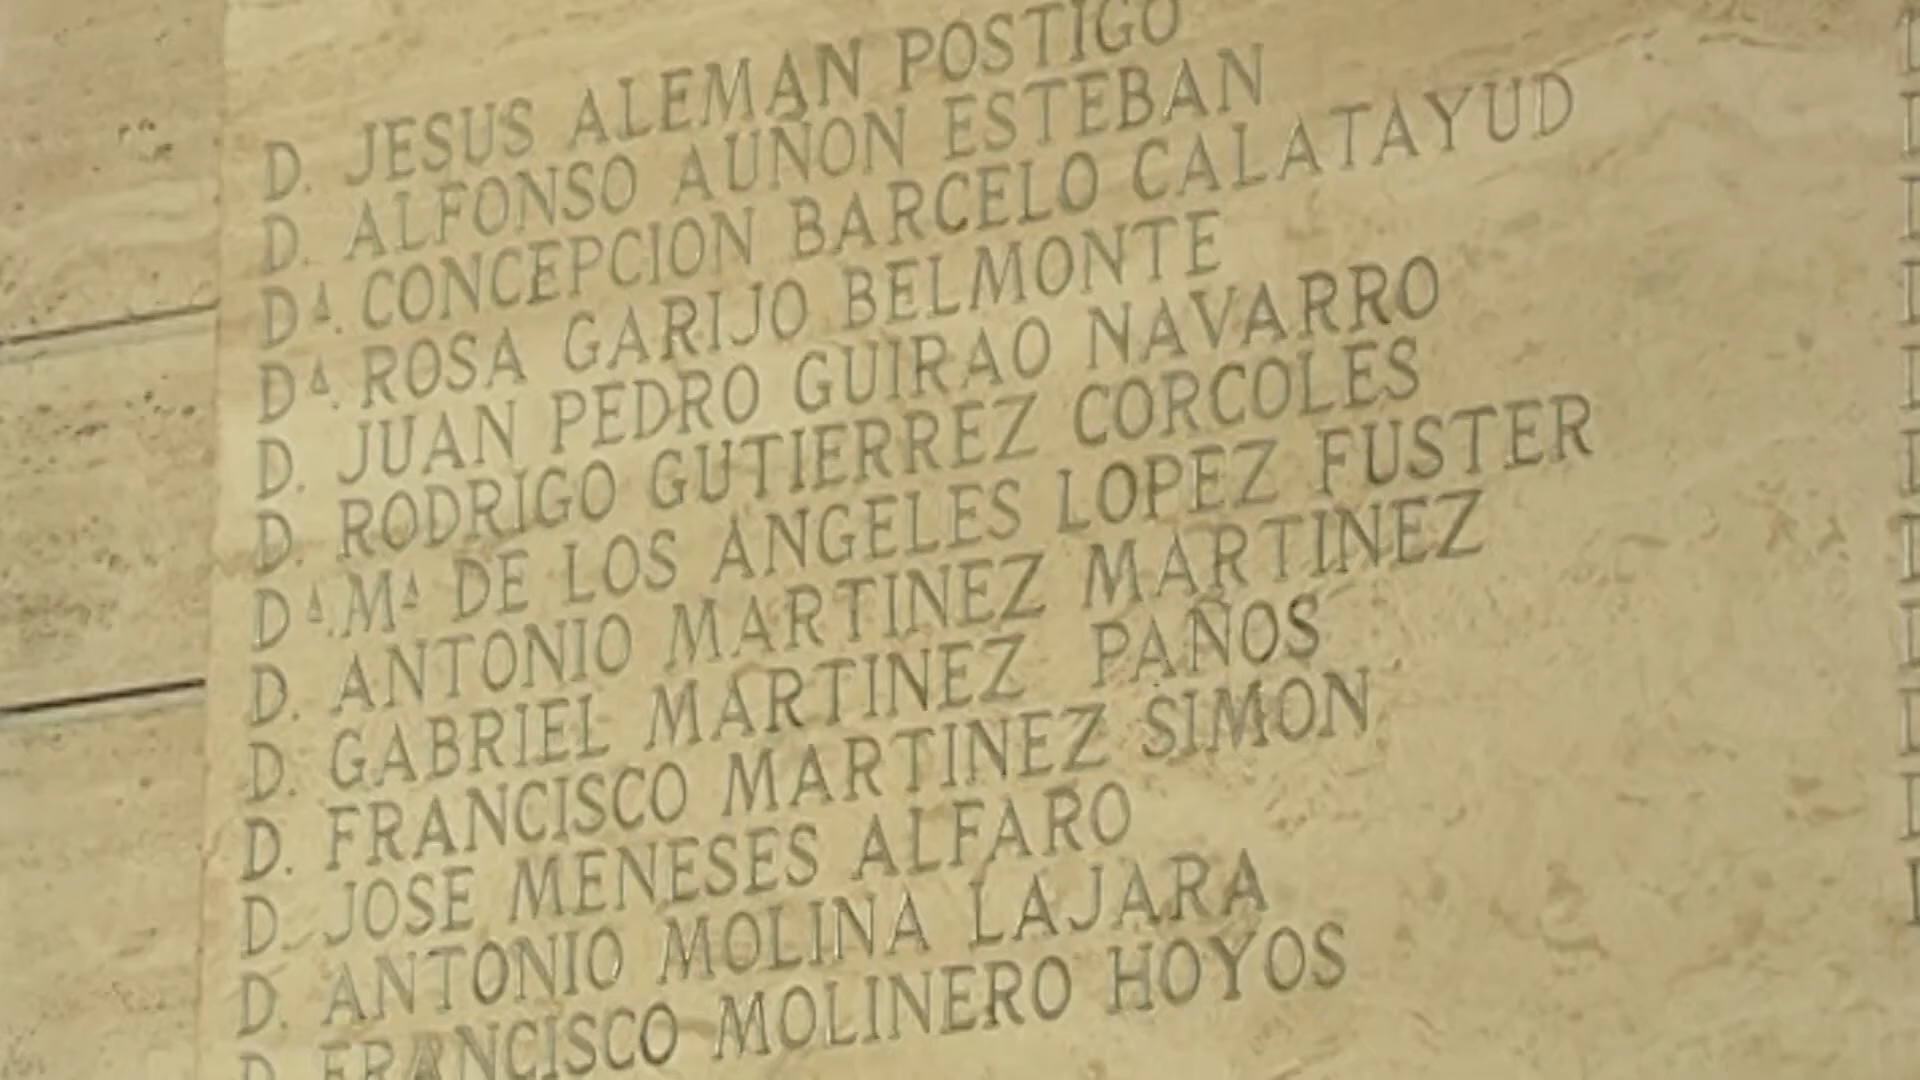 D. JESUS ALEMAN POSTIGO
D. ALFONSO AUÑON ESTEBAN
Dª. CONCEPCION BARCELO CALATAYUD
Dª. ROSA GARIJO BELMONTE
D. JUAN PEDRO GUIRAO NAVARRO
D. RODRIGO GUTIERREZ CORCOLES
Dª. Mª DE LOS ANGELES LOPEZ FUSTER
D. ANTONIO MARTINEZ MARTINEZ
D. GABRIEL MARTINEZ PAÑOS
D. FRANCISCO MARTINEZ SIMON
D. JOSE MENESES ALFARO
D. ANTONIO MOLINA LAJARA
D. FRANCISCO MOLINERO HOYOS